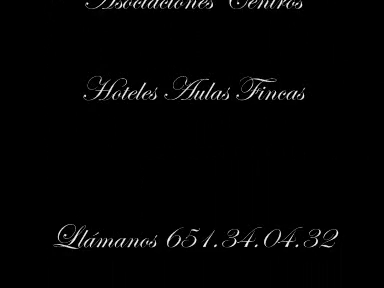 Asociaciones Centros
Hoteles Aulas Fincas
Llámanos 651.34.04.32